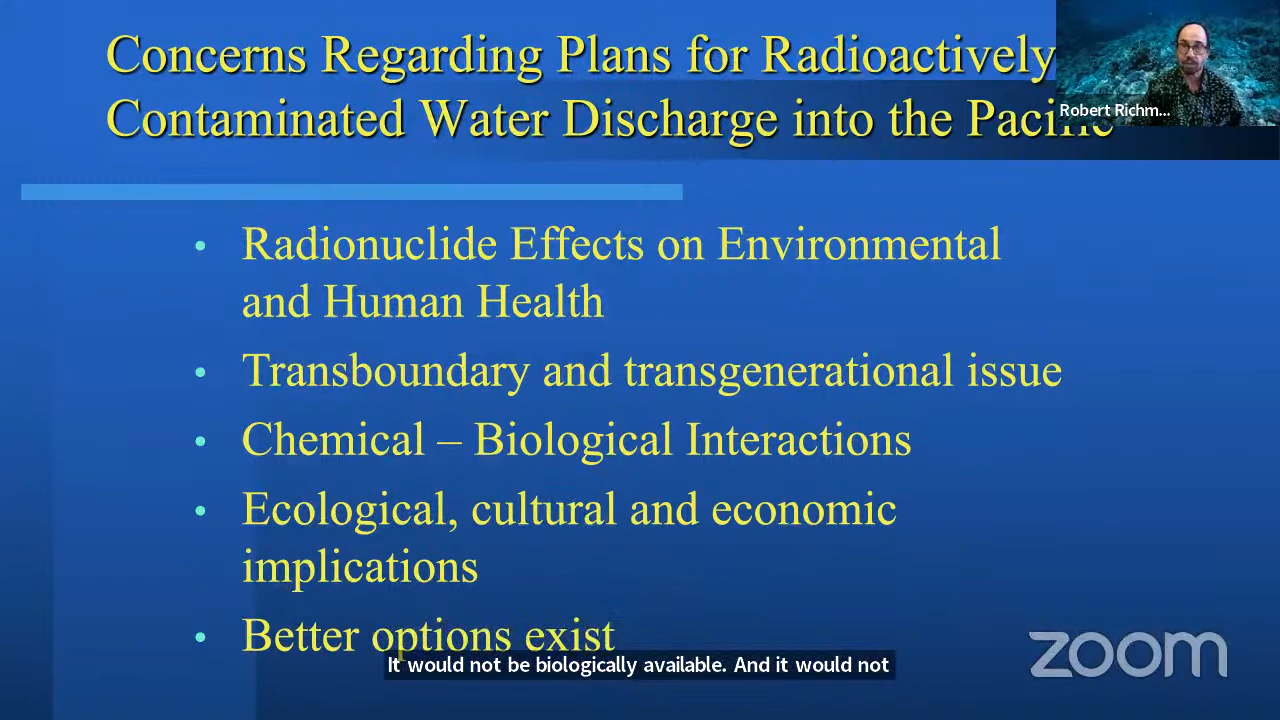 Concerns Regarding Plans for Radioactively
Contaminated Water Discharge into the Pacific
Robert Richm...
• Radionuclide Effects on Environmental
and Human Health
• Transboundary and transgenerational issue
• Chemical – Biological Interactions
• Ecological, cultural and economic
implications
• Better options exist
It would not be biologically available. And it would not
zoom